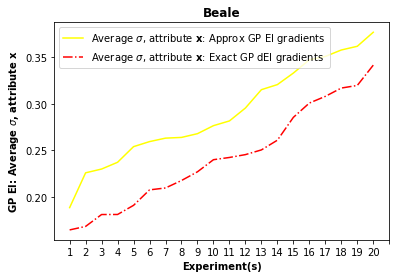 Beale
Average σ, attribute x: Approx GP EI gradients
Average σ, attribute x: Exact GP dEI gradients
GP EI: Average σ, attribute x
0.35
0.30
0.25
0.20
1 2 3 4 5 6 7 8 9 10 11 12 13 14 15 16 17 18 19 20
Experiment(s)